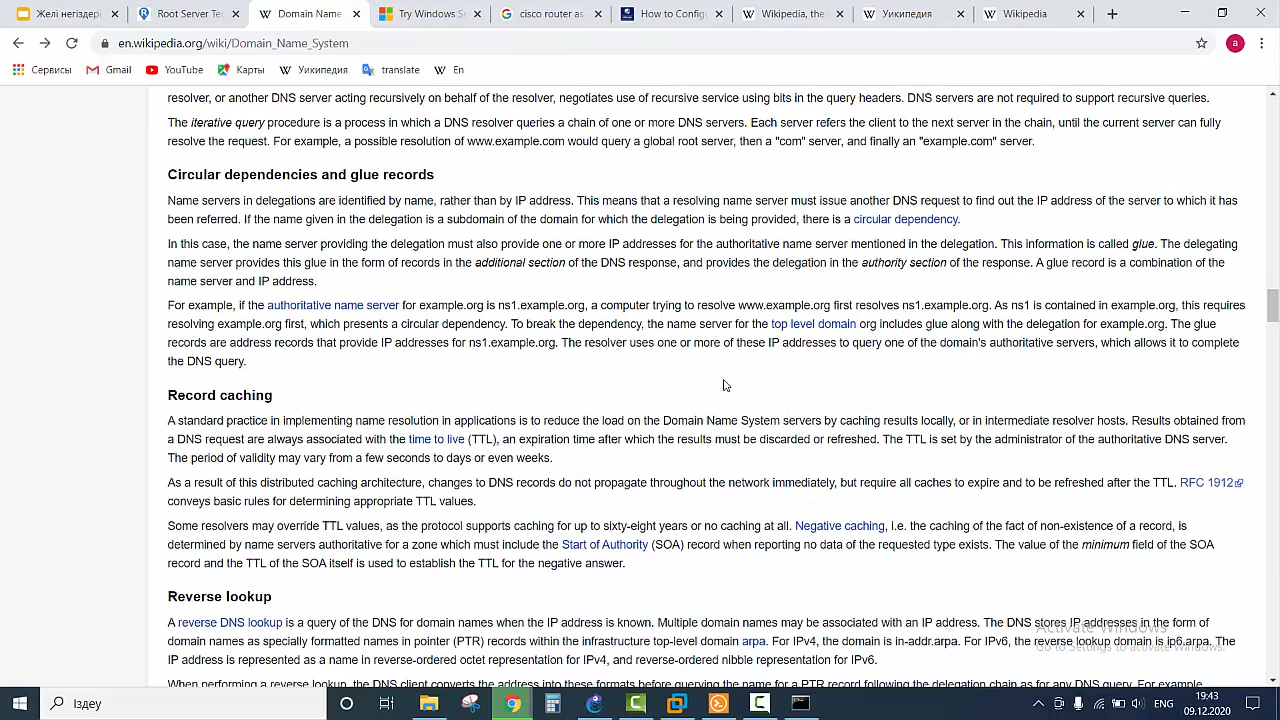 Желі негіздері
Root Server Te
Domain Name
Try Windows S
cisco router as
How to Config
Wikipedia, the
Уикипедия
Wikipedia
en.wikipedia.org/wiki/Domain_Name_System
a
Сервисы
Gmail
YouTube
Карты
Уикипедия
translate
En
resolver, or another DNS server acting recursively on behalf of the resolver, negotiates use of recursive service using bits in the query headers. DNS servers are not required to support recursive queries.
The iterative query procedure is a process in which a DNS resolver queries a chain of one or more DNS servers. Each server refers the client to the next server in the chain, until the current server can fully
resolve the request. For example, a possible resolution of www.example.com would query a global root server, then a "com" server, and finally an "example.com" server.
Circular dependencies and glue records
Name servers in delegations are identified by name, rather than by IP address. This means that a resolving name server must issue another DNS request to find out the IP address of the server to which it has
been referred. If the name given in the delegation is a subdomain of the domain for which the delegation is being provided, there is a circular dependency.
In this case, the name server providing the delegation must also provide one or more IP addresses for the authoritative name server mentioned in the delegation. This information is called glue. The delegating
name server provides this glue in the form of records in the additional section of the DNS response, and provides the delegation in the authority section of the response. A glue record is a combination of the
name server and IP address.
For example, if the authoritative name server for example.org is ns1.example.org, a computer trying to resolve www.example.org first resolves ns1.example.org. As ns1 is contained in example.org, this requires
resolving example.org first, which presents a circular dependency. To break the dependency, the name server for the top level domain org includes glue along with the delegation for example.org. The glue
records are address records that provide IP addresses for ns1.example.org. The resolver uses one or more of these IP addresses to query one of the domain's authoritative servers, which allows it to complete
the DNS query.
Record caching
A standard practice in implementing name resolution in applications is to reduce the load on the Domain Name System servers by caching results locally, or in intermediate resolver hosts. Results obtained from
a DNS request are always associated with the time to live (TTL), an expiration time after which the results must be discarded or refreshed. The TTL is set by the administrator of the authoritative DNS server.
The period of validity may vary from a few seconds to days or even weeks.
As a result of this distributed caching architecture, changes to DNS records do not propagate throughout the network immediately, but require all caches to expire and to be refreshed after the TTL. RFC 1912
conveys basic rules for determining appropriate TTL values.
Some resolvers may override TTL values, as the protocol supports caching for up to sixty-eight years or no caching at all. Negative caching, i.e. the caching of the fact of non-existence of a record, is
determined by name servers authoritative for a zone which must include the Start of Authority (SOA) record when reporting no data of the requested type exists. The value of the minimum field of the SOA
record and the TTL of the SOA itself is used to establish the TTL for the negative answer.
Reverse lookup
A reverse DNS lookup is a query of the DNS for domain names when the IP address is known. Multiple domain names may be associated with an IP address. The DNS stores IP addresses in the form of
domain names as specially formatted names in pointer (PTR) records within the infrastructure top-level domain arpa. For IPv4, the domain is in-addr.arpa. For IPv6, the reverse lookup domain is ip6.arpa. The
IP address is represented as a name in reverse-ordered octet representation for IPv4, and reverse-ordered nibble representation for IPv6.
When performing a reverse lookup, the DNS client converts the address into these formats before querying the name for a PTR record following the delegation chain as for any DNS query. For example
Activate Windows
Go to Settings to activate Windows.
Іздеу
ENG
19:43
09.12.2020